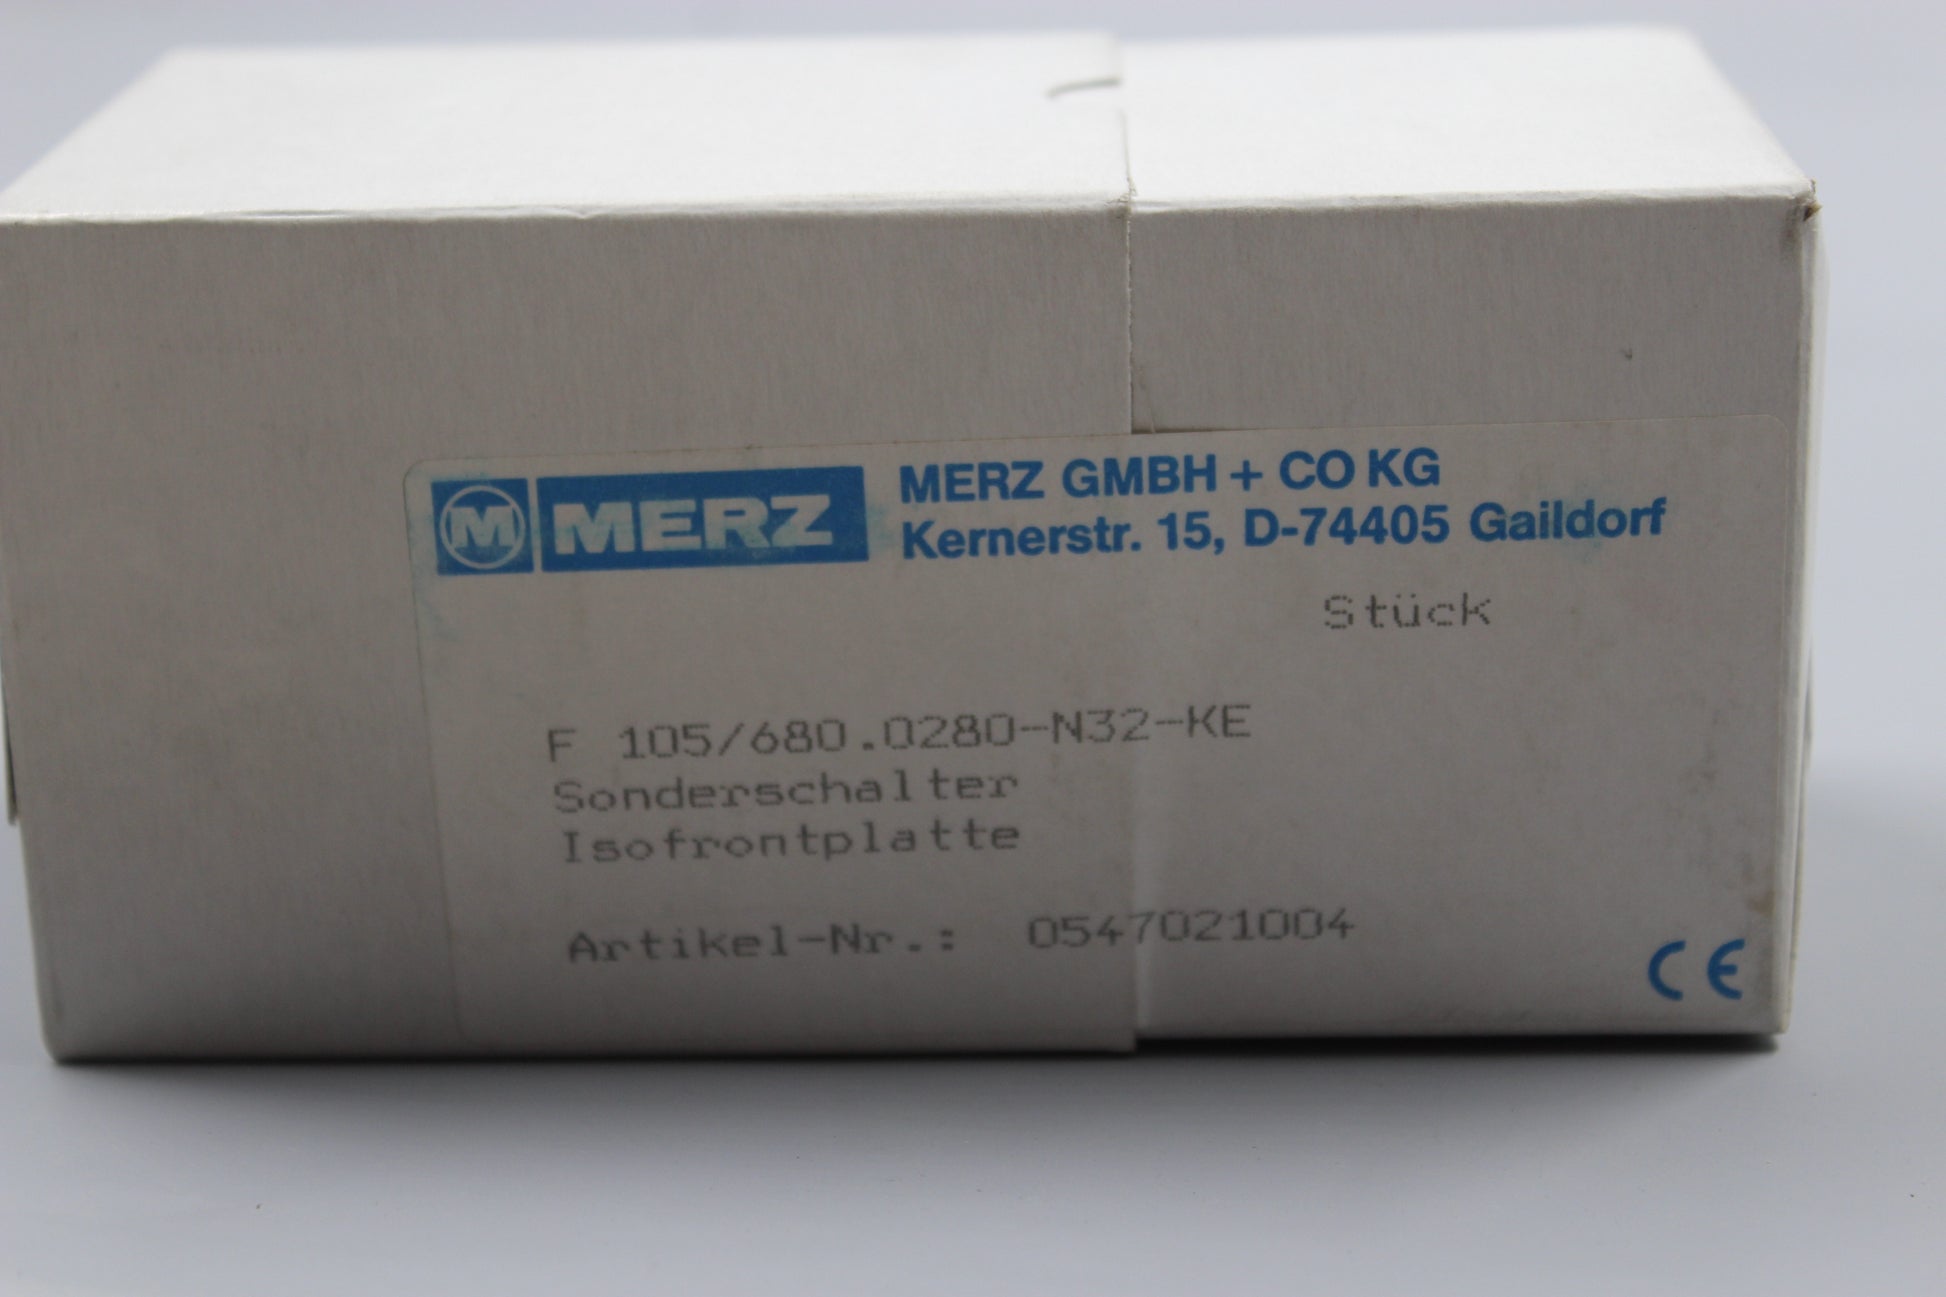 M MERZ
MERZ GMBH + CO KG
Kernerstr. 15, D-74405 Gaildorf
Stück
F 105/680.0280-N32-KE
Sonderschalter
Isofrontplatte
Artikel-Nr.: 0547021004
CE